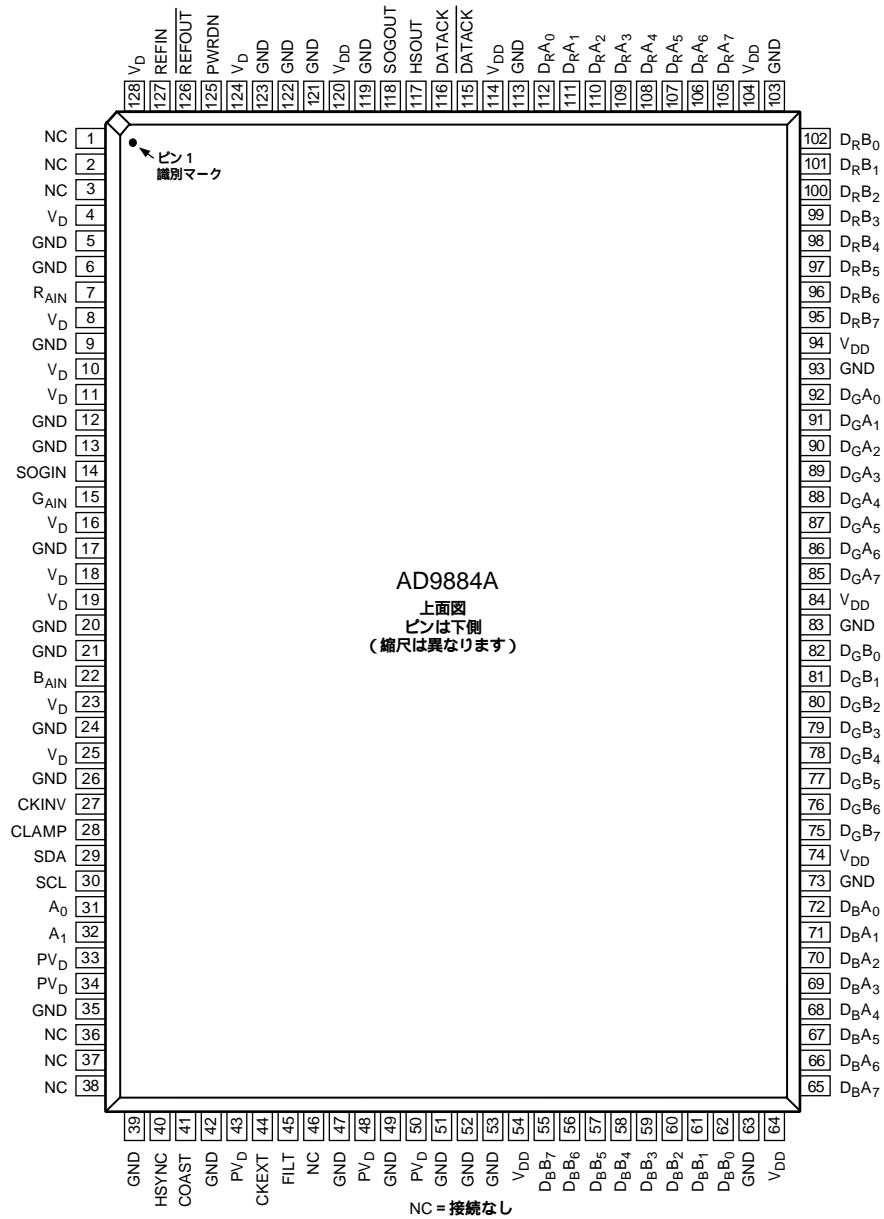 128 V_D
127 REFIN
126 REFOUT
125 PWRDN
124 V_D
123 GND
122 GND
121 GND
120 V_DD
119 GND
118 SOGOUT
117 HSOUT
116 DATACK
115 DATACK
114 V_DD
113 GND
112 D_RA_0
111 D_RA_1
110 D_RA_2
109 D_RA_3
108 D_RA_4
107 D_RA_5
106 D_RA_6
105 D_RA_7
104 V_DD
103 GND
NC 1
NC 2
NC 3
V_D 4
GND 5
GND 6
R_AIN 7
V_D 8
GND 9
V_D 10
V_D 11
GND 12
GND 13
SOGIN 14
G_AIN 15
V_D 16
GND 17
V_D 18
V_D 19
GND 20
GND 21
B_AIN 22
V_D 23
GND 24
V_D 25
GND 26
CKINV 27
CLAMP 28
SDA 29
SCL 30
A_0 31
A_1 32
PV_D 33
PV_D 34
GND 35
NC 36
NC 37
NC 38
ピン 1
識別マーク
AD9884A
上面図
ピンは下側
(縮尺は異なります)
102 D_RB_0
101 D_RB_1
100 D_RB_2
99 D_RB_3
98 D_RB_4
97 D_RB_5
96 D_RB_6
95 D_RB_7
94 V_DD
93 GND
92 D_GA_0
91 D_GA_1
90 D_GA_2
89 D_GA_3
88 D_GA_4
87 D_GA_5
86 D_GA_6
85 D_GA_7
84 V_DD
83 GND
82 D_GB_0
81 D_GB_1
80 D_GB_2
79 D_GB_3
78 D_GB_4
77 D_GB_5
76 D_GB_6
75 D_GB_7
74 V_DD
73 GND
72 D_BA_0
71 D_BA_1
70 D_BA_2
69 D_BA_3
68 D_BA_4
67 D_BA_5
66 D_BA_6
65 D_BA_7
39 GND
40 HSYNC
41 COAST
42 GND
43 PV_D
44 CKEXT
45 FILT
46 NC
47 GND
48 PV_D
49 GND
50 PV_D
51 GND
52 GND
53 GND
54 V_DD
55 D_BB_7
56 D_BB_6
57 D_BB_5
58 D_BB_4
59 D_BB_3
60 D_BB_2
61 D_BB_1
62 D_BB_0
63 GND
64 V_DD
NC = 接続なし